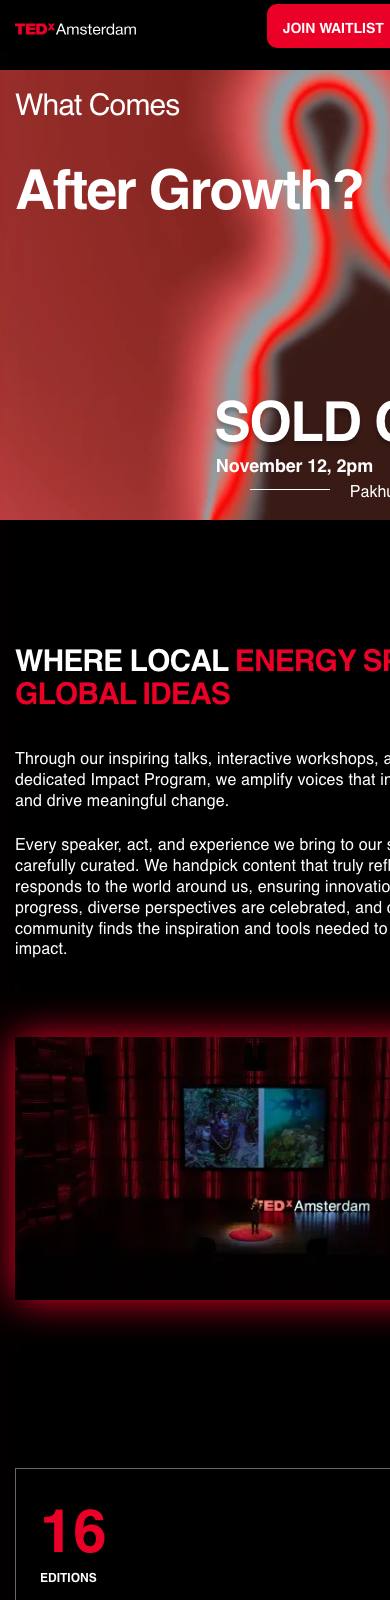 TEDxAmsterdam
JOIN WAITLIST
What Comes
After Growth?
SOLD
November 12, 2pm
WHERE LOCAL ENERGY
GLOBAL IDEAS
Through our inspiring talks, interactive workshops,
dedicated Impact Program, we amplify voices that
and drive meaningful change.
Every speaker, act, and experience we bring to our
carefully curated. We handpick content that truly
responds to the world around us, ensuring
progress, diverse perspectives are celebrated, and
community finds the inspiration and tools needed to
impact.
TEDxAmsterdam
16
EDITIONS